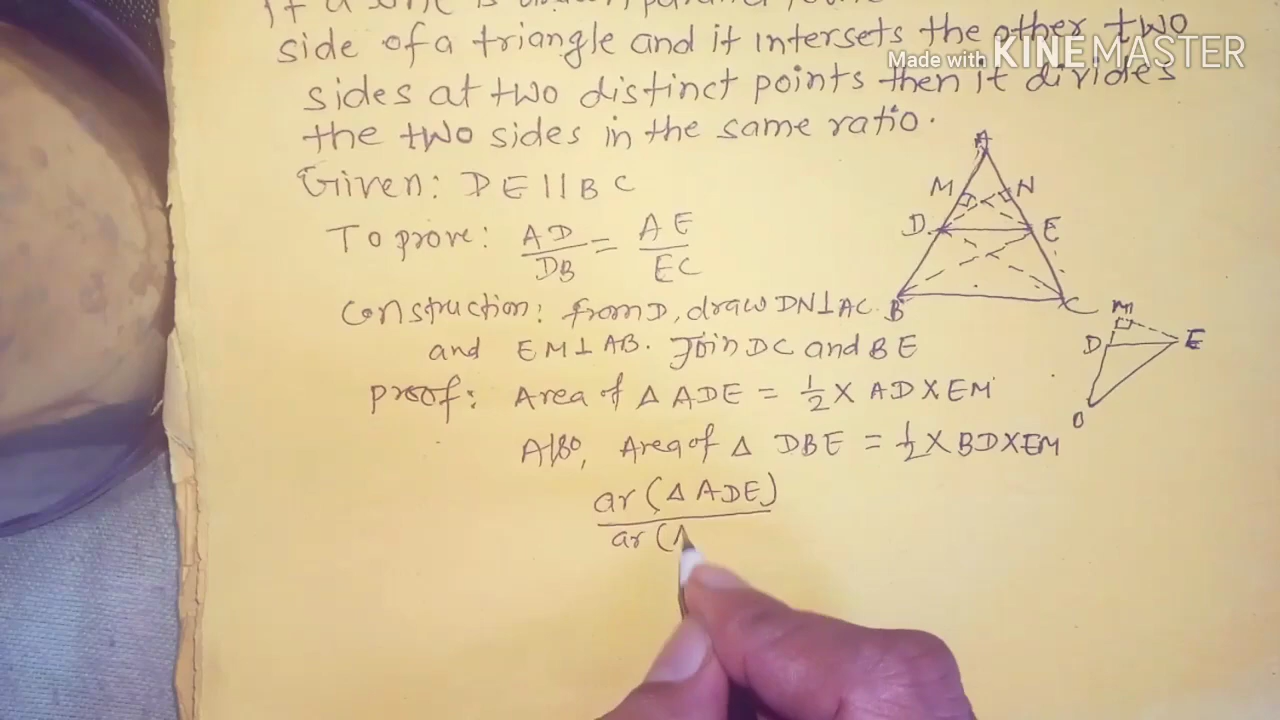 side of a triangle and it intersets the other two
Made with KINEMASTER
sides at two distinct points then it divides
the two sides in the same ratio.
Given: DE || BC
To prove: AD/DB = AE/EC
Construction: from D, draw DN⊥AC
and EM⊥AB. Join DC and BE
Proof: Area of △ ADE = 1/2 × AD × EM
Also, Area of △ DBE = 1/2 × BD × EM
ar (△ ADE)
ar (
A
M N
D E
B C
M
D E
B